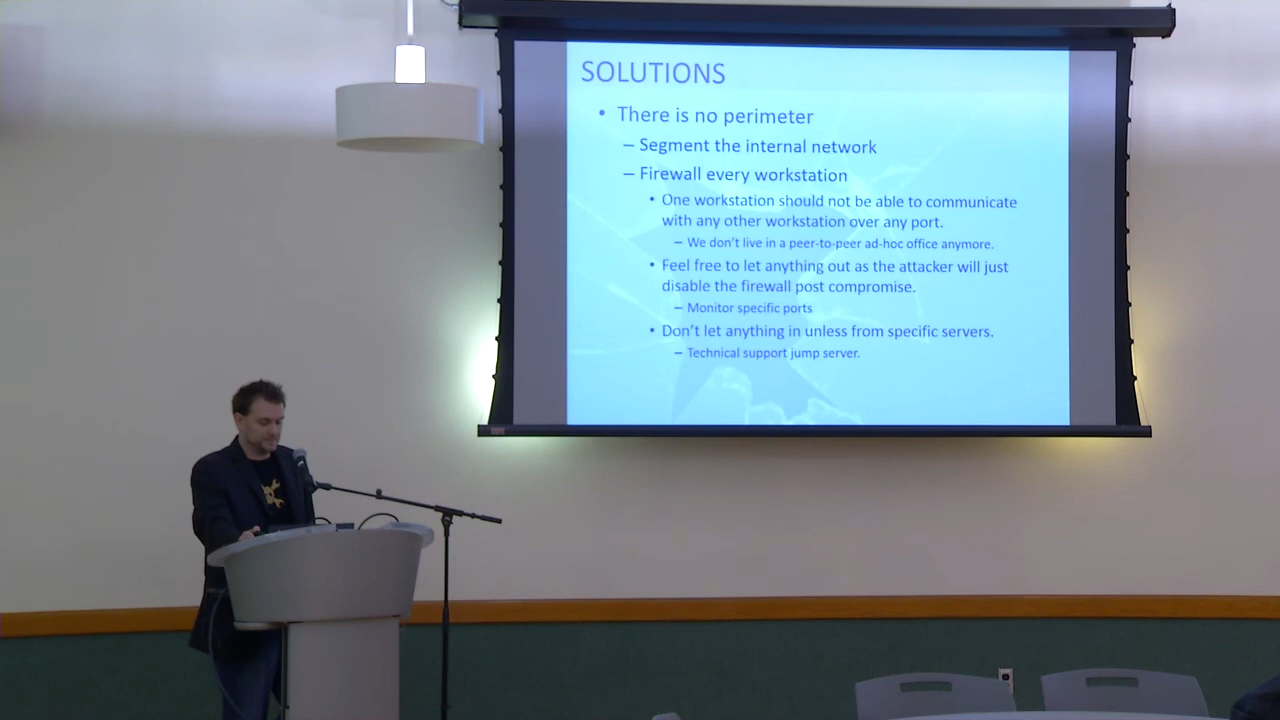 SOLUTIONS
• There is no perimeter
– Segment the internal network
– Firewall every workstation
• One workstation should not be able to communicate
with any other workstation over any port.
– We don't live in a peer-to-peer ad-hoc office anymore.
• Feel free to let anything out as the attacker will just
disable the firewall post compromise.
– Monitor specific ports
• Don't let anything in unless from specific servers.
– Technical support jump server.